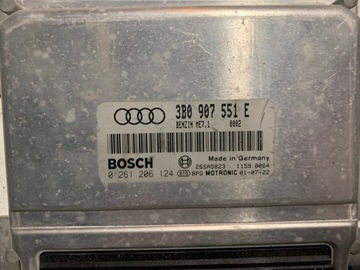 3B0 907 551 E
BENZIN ME7.1 0002
BOSCH
Made in Germany
26SA5823 1159 0064
0 261 206 124 BPG MOTRONIC 01-07-22